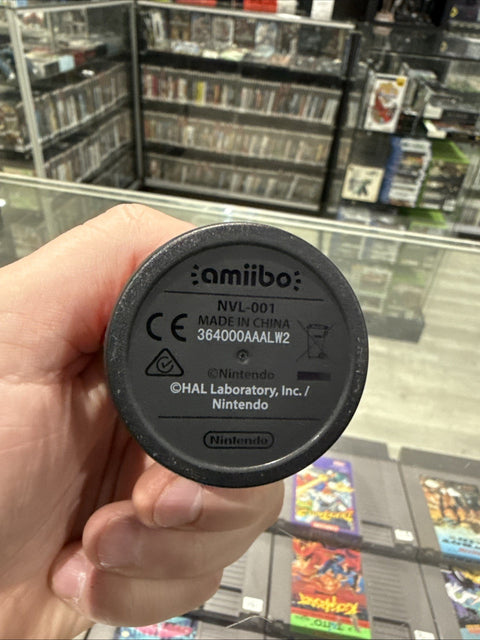 amiibo
NVL-001
MADE IN CHINA
364000AAALW2
CE
©Nintendo
©HAL Laboratory, Inc. /
Nintendo
Nintendo